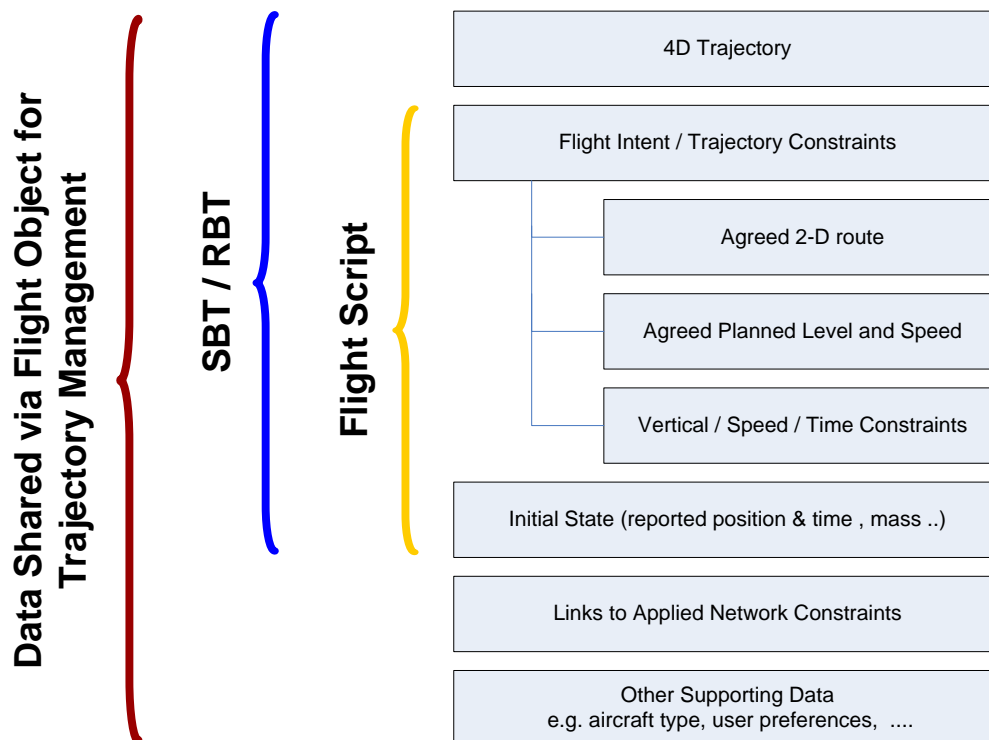 Data Shared via Flight Object for
Trajectory Management
SBT / RBT
Flight Script
4D Trajectory
Flight Intent / Trajectory Constraints
Agreed 2-D route
Agreed Planned Level and Speed
Vertical / Speed / Time Constraints
Initial State (reported position & time , mass ..)
Links to Applied Network Constraints
Other Supporting Data
e.g. aircraft type, user preferences, ....